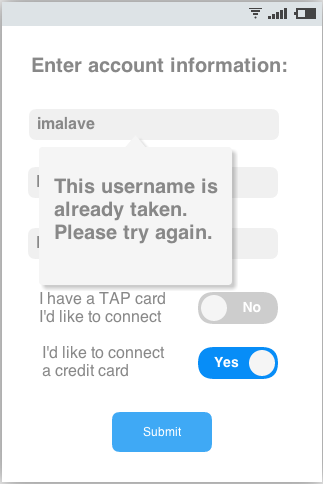 Enter account information:
imalave
This username is
already taken.
Please try again.
I have a TAP card
I'd like to connect
No
I'd like to connect
a credit card
Yes
Submit